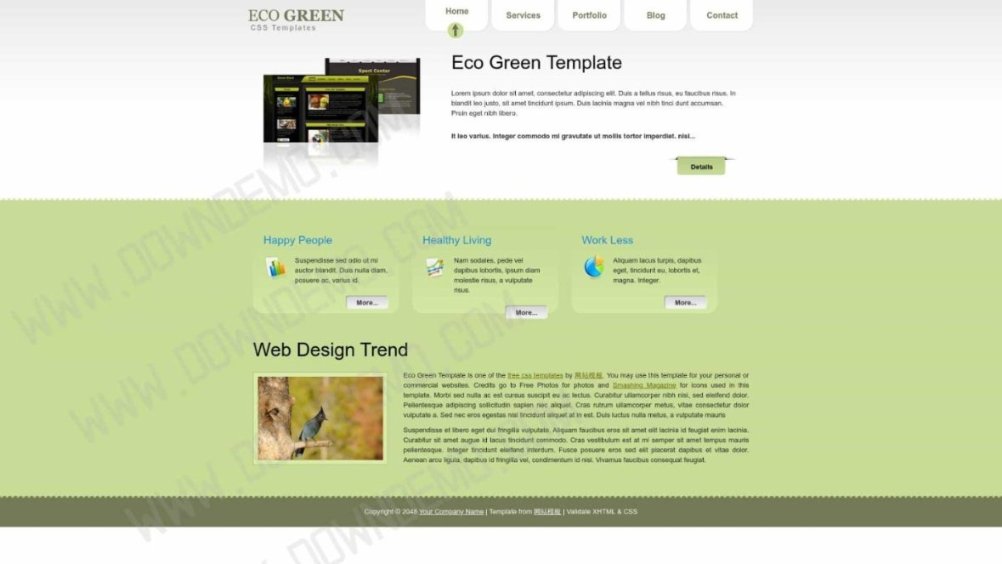 ECO GREEN
CSS Templates
Home
Services
Portfolio
Blog
Contact
Sport Center
Eco Green Template
Lorem ipsum dolor sit amet, consectetur adipiscing elit. Duis a tellus risus, eu faucibus risus. In
blandit leo justo, sit amet tincidunt ipsum. Duis lacinia magna vel nibh tinci dunt accumsan.
Proin eget nibh libero.
It leo varius. Integer commodo mi gravutate ut mollis tortor imperdiet. nisi...
Details
Happy People
Suspendisse sed odio ut mi
auctor blandit. Duis nulla diam,
posuere ac, varius id.
More...
Healthy Living
Nam sodales, pede vel
dapibus lobortis, ipsum diam
molestie risus, a vulputate
risus.
More...
Work Less
Aliquam lacus turpis, dapibus
eget, tincidunt eu, lobortis et,
magna. Integer.
More...
Web Design Trend
Eco Green Template is one of the free css templates by 网站模板. You may use this template for your personal or
commercial websites. Credits go to Free Photos for photos and Smashing Magazine for icons used in this
template. Morbi sed nulla ac est cursus suscipit eu ac lectus. Curabitur ullamcorper nibh nisi, sed eleifend dolor.
Pellentesque adipiscing sollicitudin sapien nec aliquet. Cras rutrum ullamcorper metus, vitae consectetur dolor
vulputate a. Sed nec eros egestas nisl tincidunt aliquet at in est. Duis luctus nulla metus, a vulputate mauris
Suspendisse et libero eget dui fringilla vulputate. Aliquam faucibus eros sit amet elit lacinia id feugiat enim lacinia.
Curabitur sit amet augue id lacus tincidunt commodo. Cras vestibulum est at mi semper sit amet tempus mauris
pellentesque. Integer tincidunt eleifend interdum. Fusce posuere eros sed elit placerat dapibus et vitae dolor.
Aenean arcu ligula, dapibus id fringilla vel, condimentum id nisl. Vivamus faucibus consequat feugiat.
Copyright © 2048 Your Company Name | Template from 网站模板 | Validate XHTML & CSS
WWW.DOWNDEMO.COM
WWW.DOWNDEMO.COM
WWW.DOWNDEMO.COM